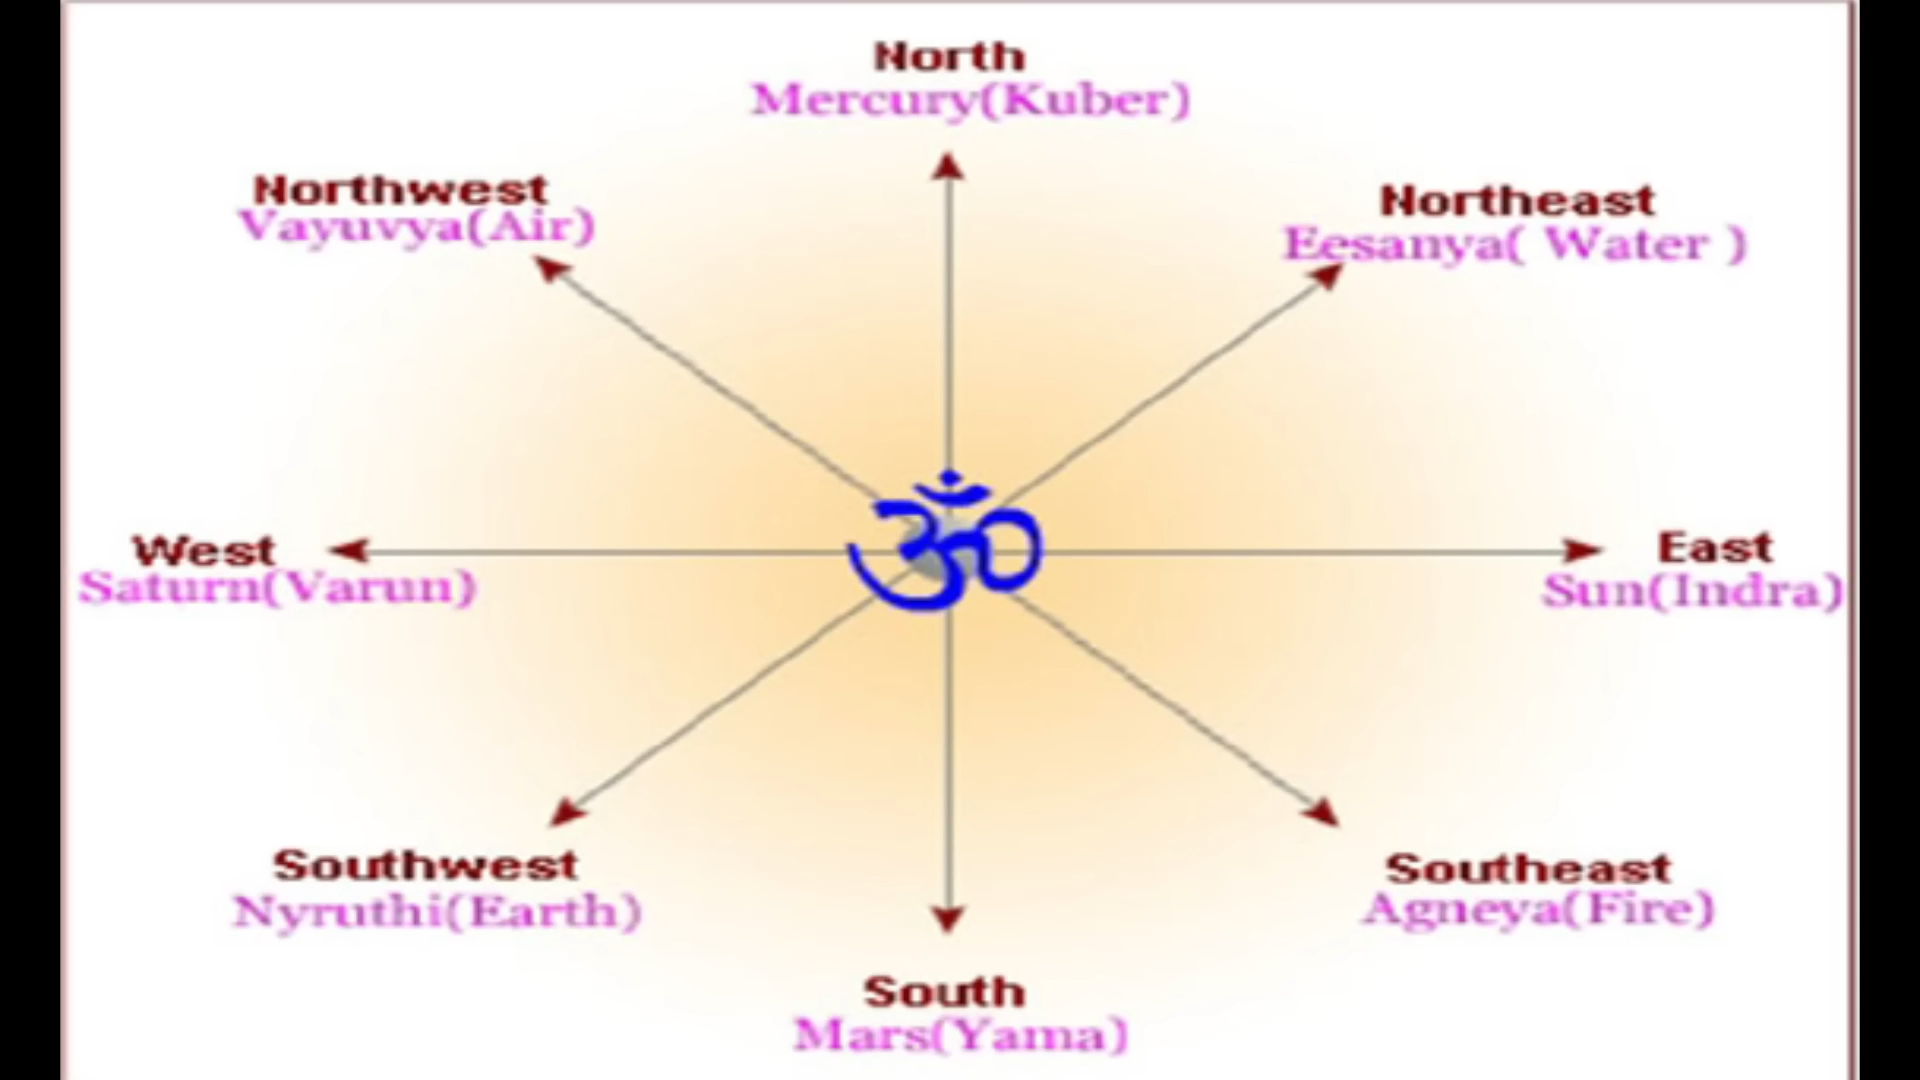 North
Mercury(Kuber)
Northwest
Vayuvya(Air)
Northeast
Eesanya( Water )
ॐ
West
Saturn(Varun)
East
Sun(Indra)
Southwest
Nyruthi(Earth)
Southeast
Agneya(Fire)
South
Mars(Yama)